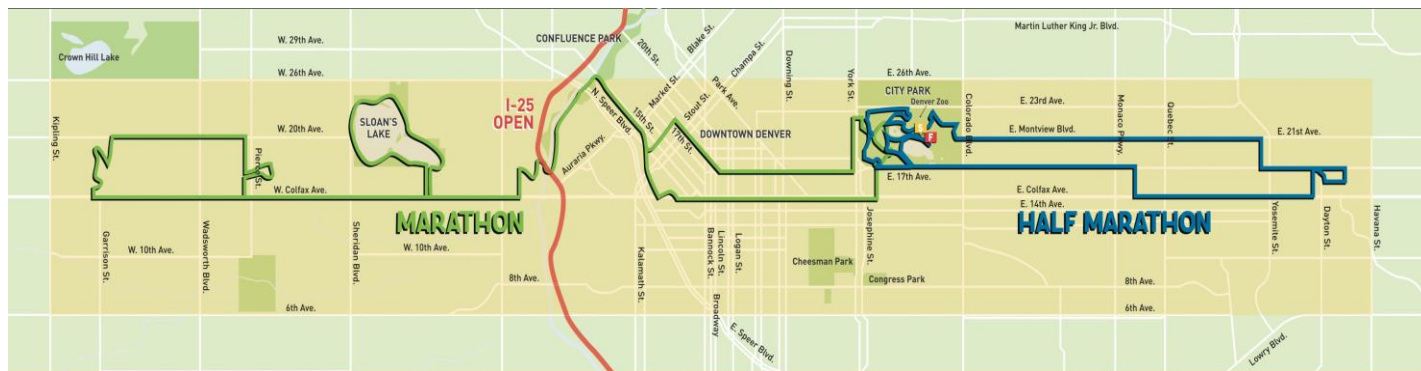 Martin Luther King Jr. Blvd.
W. 29th Ave.
CONFLUENCE PARK
20th St.
Blake St.
Crown Hill Lake
Market St.
Champa St.
Downing St.
York St.
W. 26th Ave.
E. 26th Ave.
Park Ave.
Stout St.
CITY PARK
Denver Zoo
Colorado Blvd.
Monaco Pkwy.
Quebec St.
I-25
OPEN
N. Speer Blvd.
15th St.
17th St.
E. 23rd Ave.
Kipling St.
SLOAN'S
LAKE
W. 20th Ave.
Auraria Pkwy.
DOWNTOWN DENVER
S
F
E. Montview Blvd.
E. 21st Ave.
Pierce St.
W. Colfax Ave.
W. Colfax Ave.
E. 17th Ave.
E. Colfax Ave.
E. 14th Ave.
MARATHON
HALF MARATHON
Garrison St.
Wadsworth Blvd.
Sheridan Blvd.
W. 10th Ave.
W. 10th Ave.
Kalamath St.
Bannock St.
Lincoln St.
Logan St.
Broadway
Josephine St.
Cheesman Park
Congress Park
Yosemite St.
Dayton St.
Havana St.
8th Ave.
8th Ave.
6th Ave.
6th Ave.
E. Speer Blvd.
Lowry Blvd.